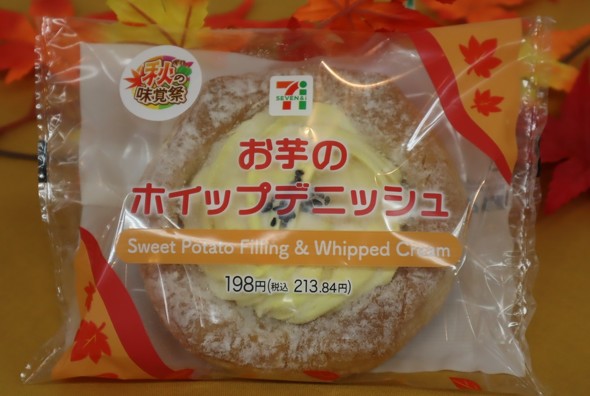 秋の
味覚祭
7i
SEVEN&i
お芋の
ホイップデニッシュ
Sweet Potato Filling & Whipped Cream
198円(税込 213.84円)